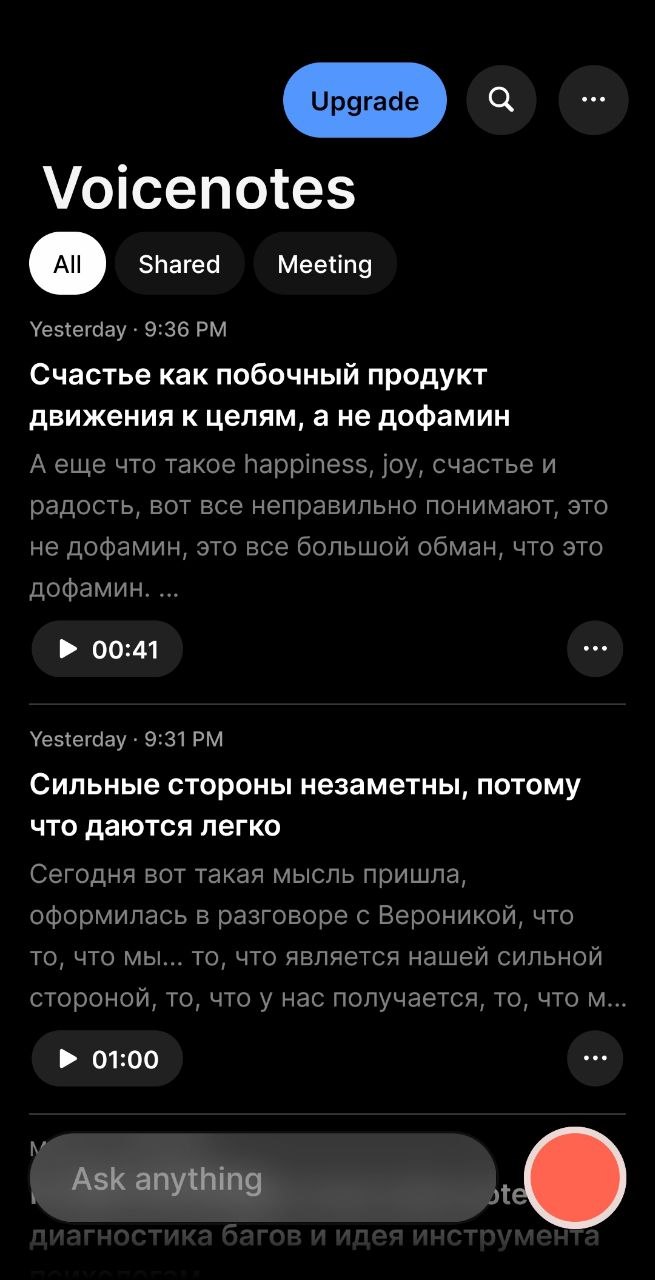 Upgrade
Voicenotes
All
Shared
Meeting
Yesterday · 9:36 PM
Счастье как побочный продукт
движения к целям, а не дофамин
А еще что такое happiness, joy, счастье и
радость, вот все неправильно понимают, это
не дофамин, это все большой обман, что это
дофамин. ...
00:41
Yesterday · 9:31 PM
Сильные стороны незаметны, потому
что даются легко
Сегодня вот такая мысль пришла,
оформилась в разговоре с Вероникой, что
то, что мы... то, что является нашей сильной
стороной, то, что у нас получается, то, что м...
01:00
Ask anything
диагностика багов и идея инструмента